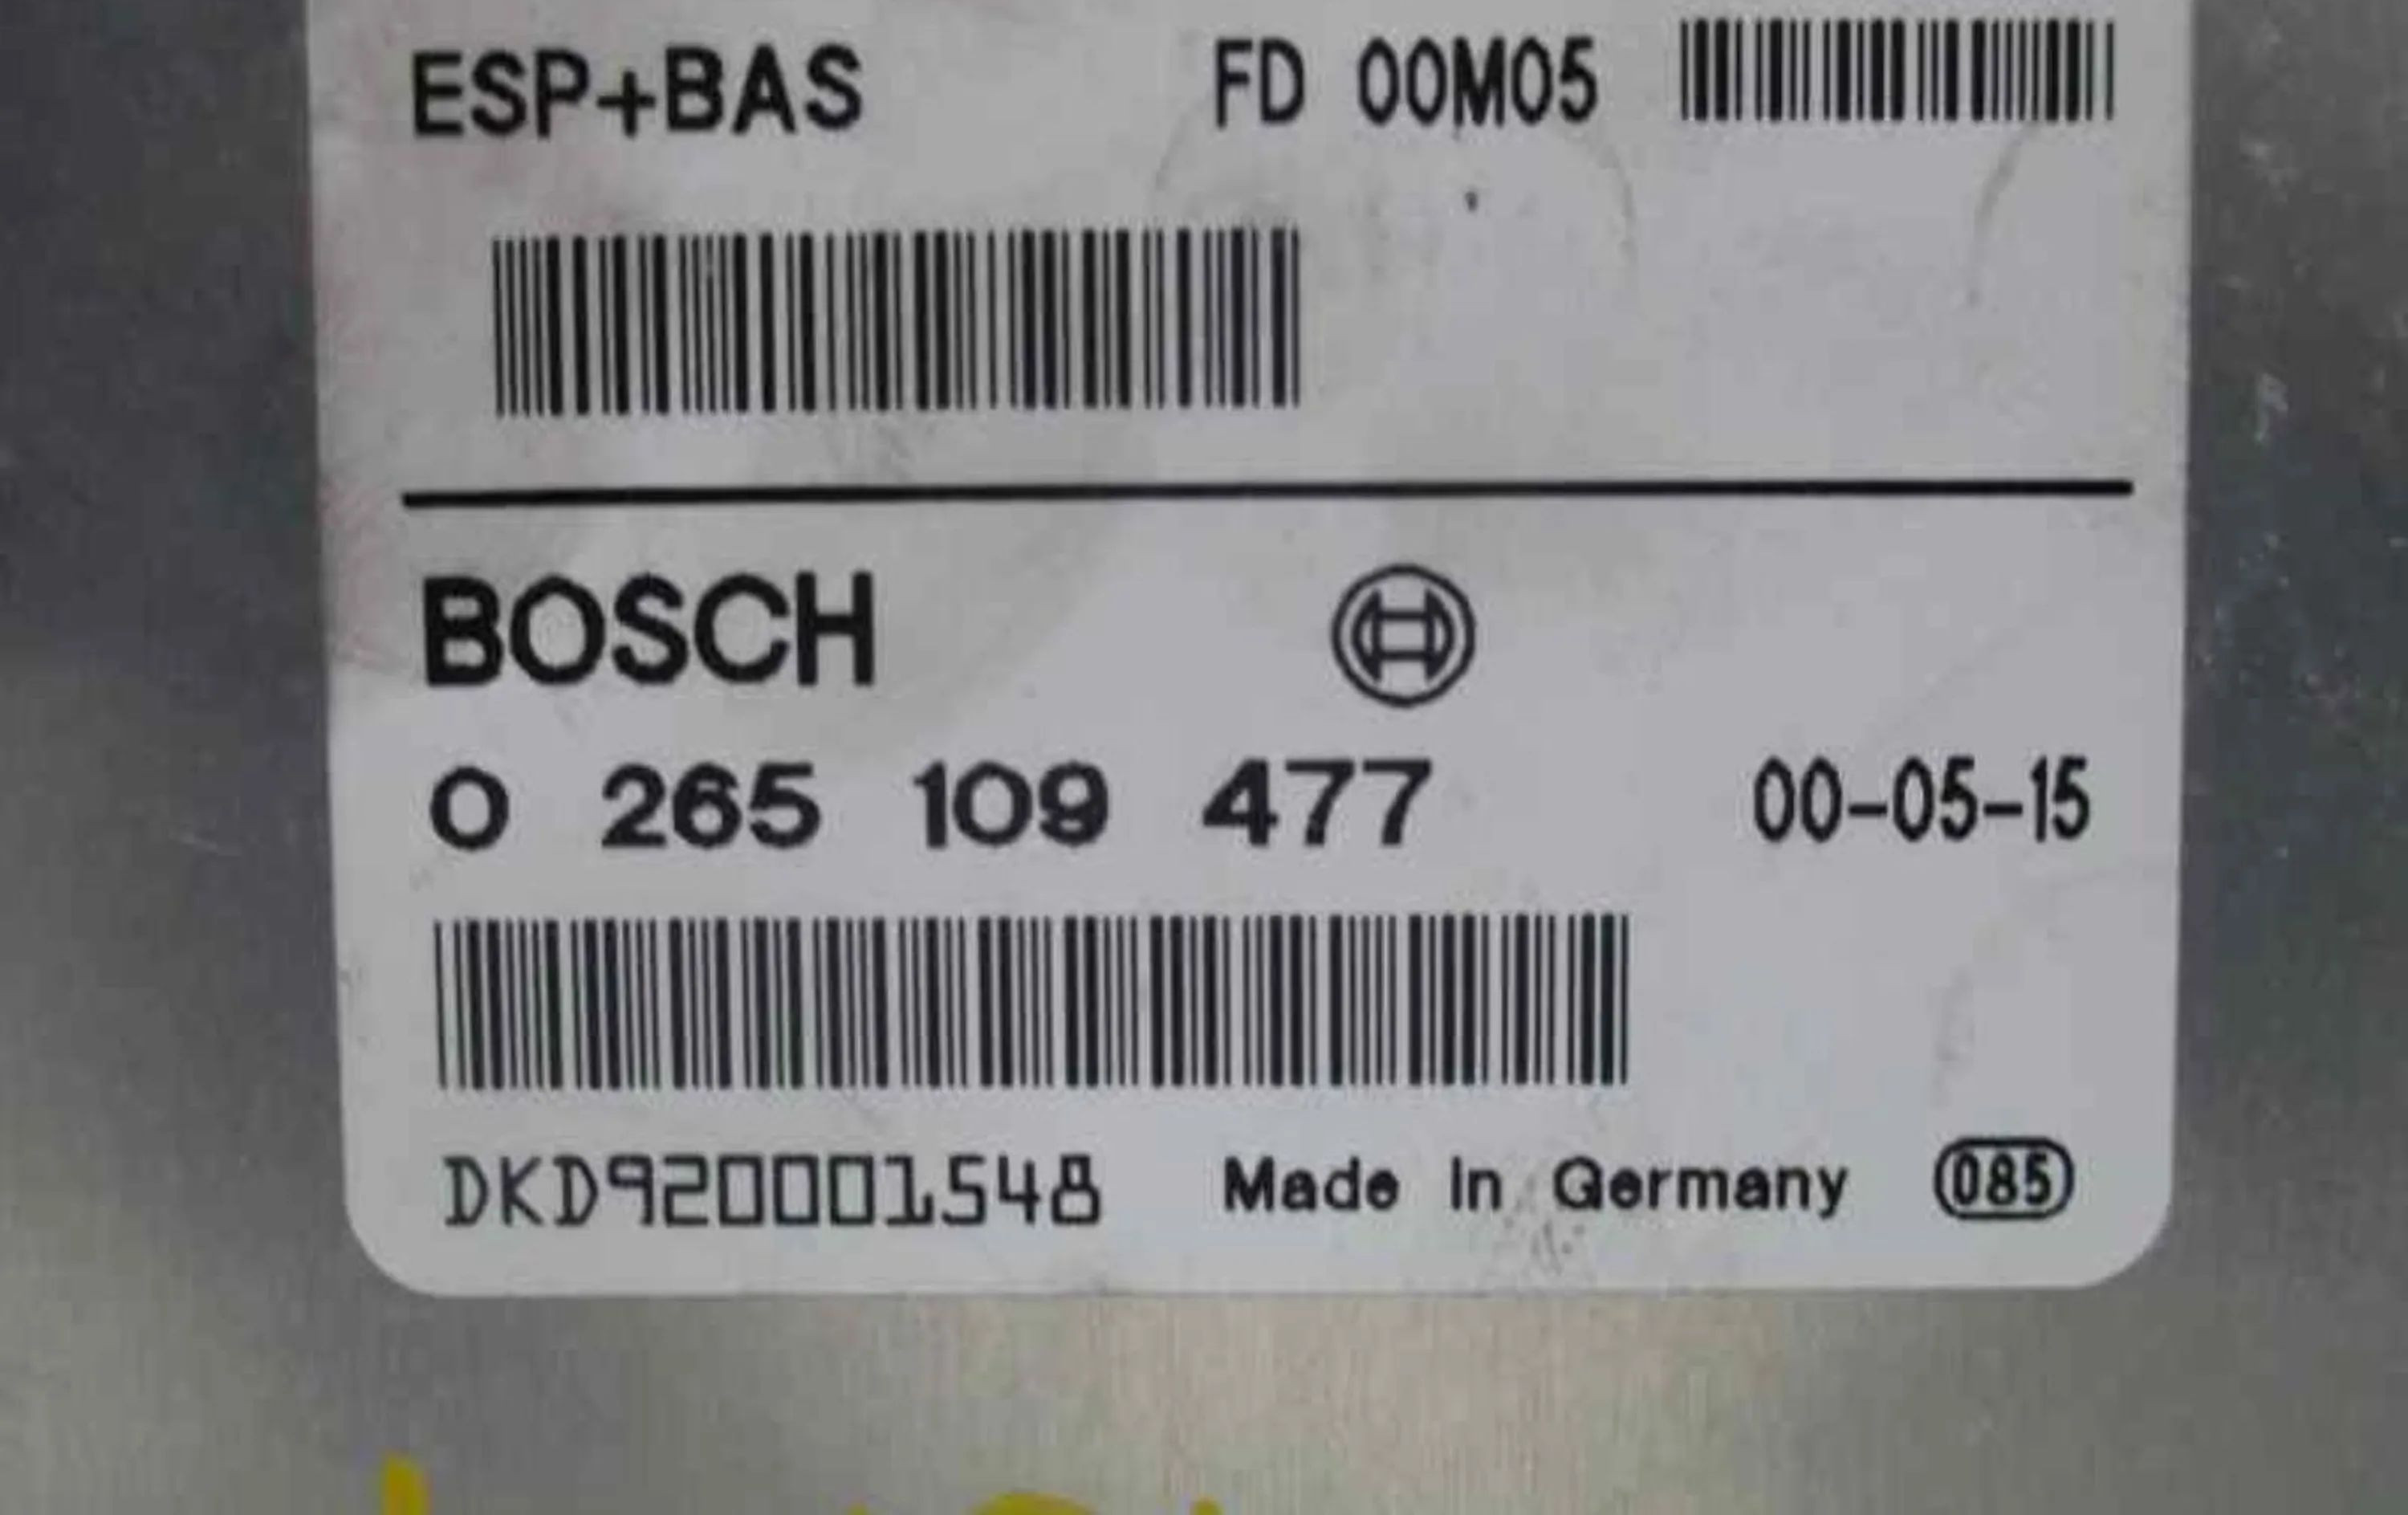 ESP+BAS FD 00M05
BOSCH
0 265 109 477 00-05-15
DKD920001548 Made in Germany 085